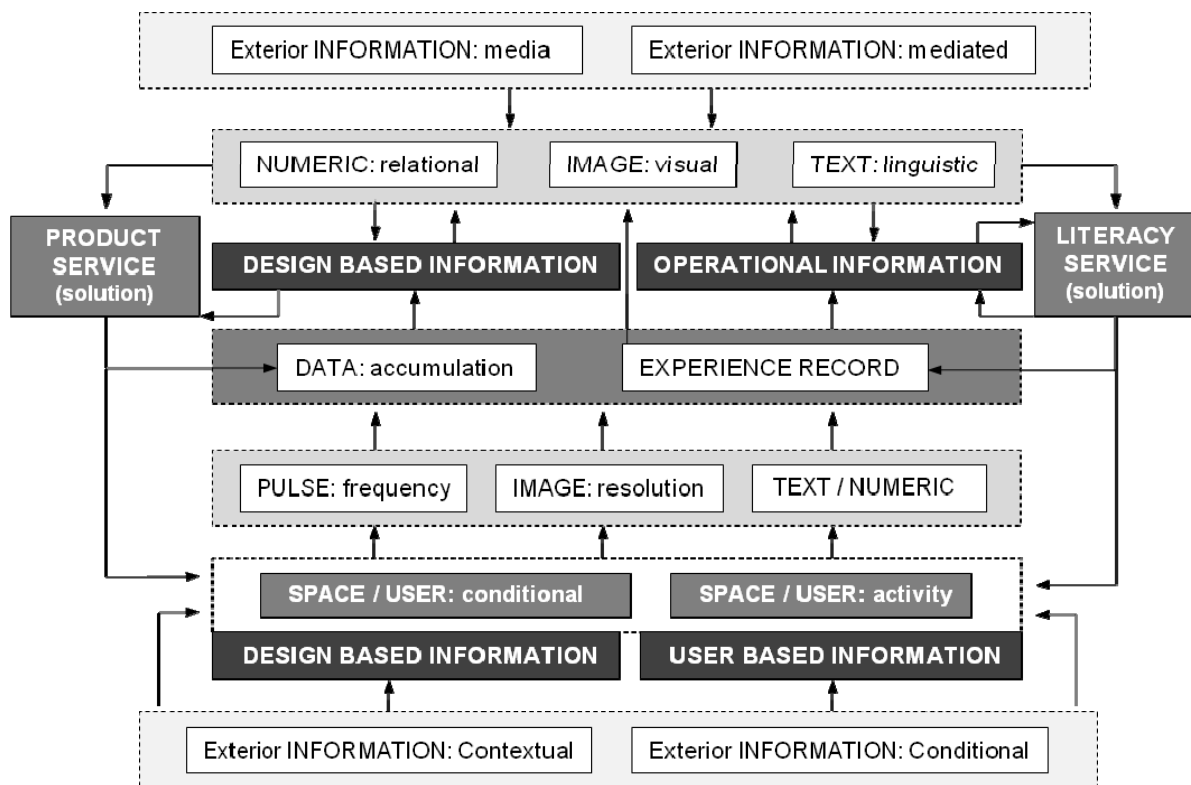 Exterior INFORMATION: media
Exterior INFORMATION: mediated
NUMERIC: relational
IMAGE: visual
TEXT: linguistic
PRODUCT
SERVICE
(solution)
DESIGN BASED INFORMATION
OPERATIONAL INFORMATION
LITERACY
SERVICE
(solution)
DATA: accumulation
EXPERIENCE RECORD
PULSE: frequency
IMAGE: resolution
TEXT / NUMERIC
SPACE / USER: conditional
SPACE / USER: activity
DESIGN BASED INFORMATION
USER BASED INFORMATION
Exterior INFORMATION: Contextual
Exterior INFORMATION: Conditional